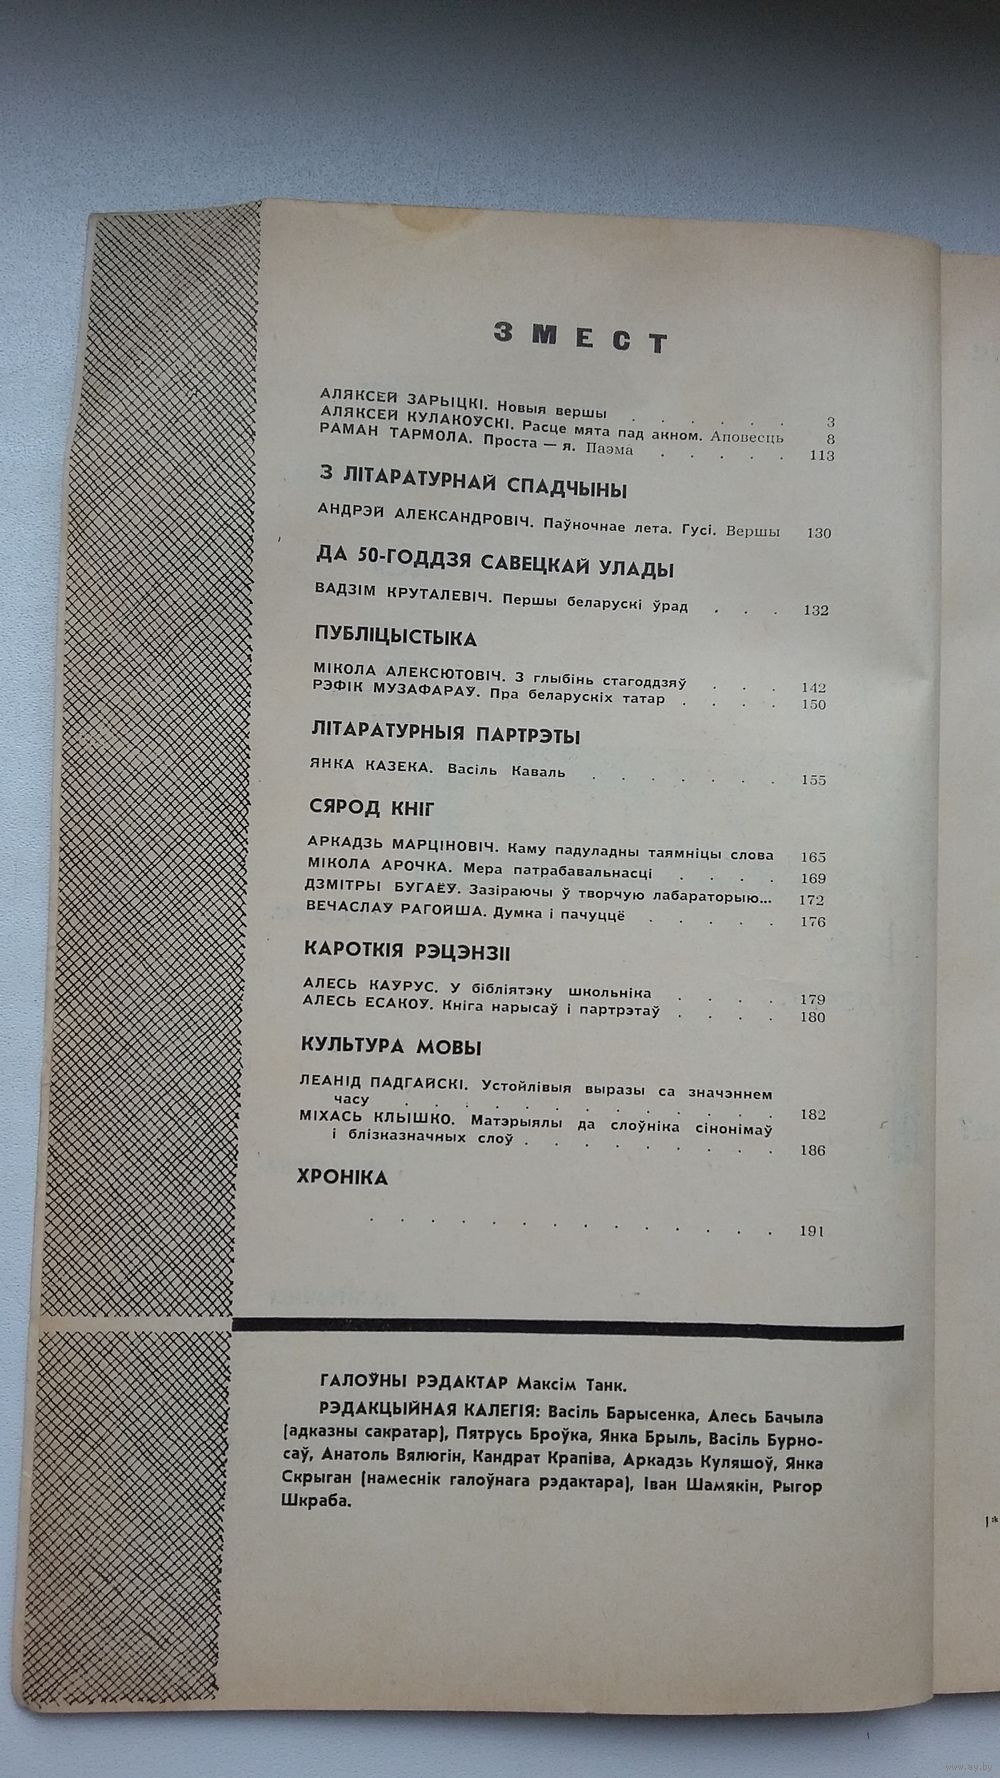 ЗМЕСТ
АЛЯКСЕЙ ЗАРЫЦКІ. Новыя вершы . . . . . . 3
АЛЯКСЕЙ КУЛАКОЎСКІ. Расце мята пад акном. Аповесць 8
РАМАН ТАРМОЛА. Проста — я. Паэма . . . . . 113
З ЛІТАРАТУРНАЙ СПАДЧЫНЫ
АНДРЭЙ АЛЕКСАНДРОВІЧ. Паўночнае лета. Гусі. Вершы 130
ДА 50-ГОДДЗЯ САВЕЦКАЙ УЛАДЫ
ВАДЗІМ КРУТАЛЕВІЧ. Першы беларускі ўрад . . . 132
ПУБЛІЦЫСТЫКА
МІКОЛА АЛЕКСЮТОВІЧ. З глыбінь стагоддзяў . . . 142
РЭФІК МУЗАФАРАЎ. Пра беларускіх татар . . . . 150
ЛІТАРАТУРНЫЯ ПАРТРЭТЫ
ЯНКА КАЗЕКА. Васіль Каваль . . . . . . . 155
СЯРОД КНІГ
АРКАДЗЬ МАРЦІНОВІЧ. Каму падуладны таямніцы слова 165
МІКОЛА АРОЧКА. Мера патрабавальнасці . . . . 169
ДЗМІТРЫ БУГАЁЎ. Зазіраючы ў творчую лабараторыю... 172
ВЕЧАСЛАЎ РАГОЙША. Думка і пачуццё . . . . . 176
КАРОТКІЯ РЭЦЭНЗІІ
АЛЕСЬ КАЎРУС. У бібліятэку школьніка . . . . 179
АЛЕСЬ ЕСАКОЎ. Кніга нарысаў і партрэтаў . . . . 180
КУЛЬТУРА МОВЫ
ЛЕАНІД ПАДГАЙСКІ. Устойлівыя выразы са значэннем
часу . . . . . . . . . . . . . 182
МІХАСЬ КЛЫШКО. Матэрыялы да слоўніка сінонімаў
і блізказначных слоў . . . . . . . . 186
ХРОНІКА
. . . . . . . . . . . . . . 191
ГАЛОЎНЫ РЭДАКТАР Максім Танк.
РЭДАКЦЫЙНАЯ КАЛЕГІЯ: Васіль Барысенка, Алесь Бачыла
(адказны сакратар), Пятрусь Броўка, Янка Брыль, Васіль Бурно-
саў, Анатоль Вялюгін, Кандрат Крапіва, Аркадзь Куляшоў, Янка
Скрыган (намеснік галоўнага рэдактара), Іван Шамякін, Рыгор
Шкраба.
1*
www.ay.by